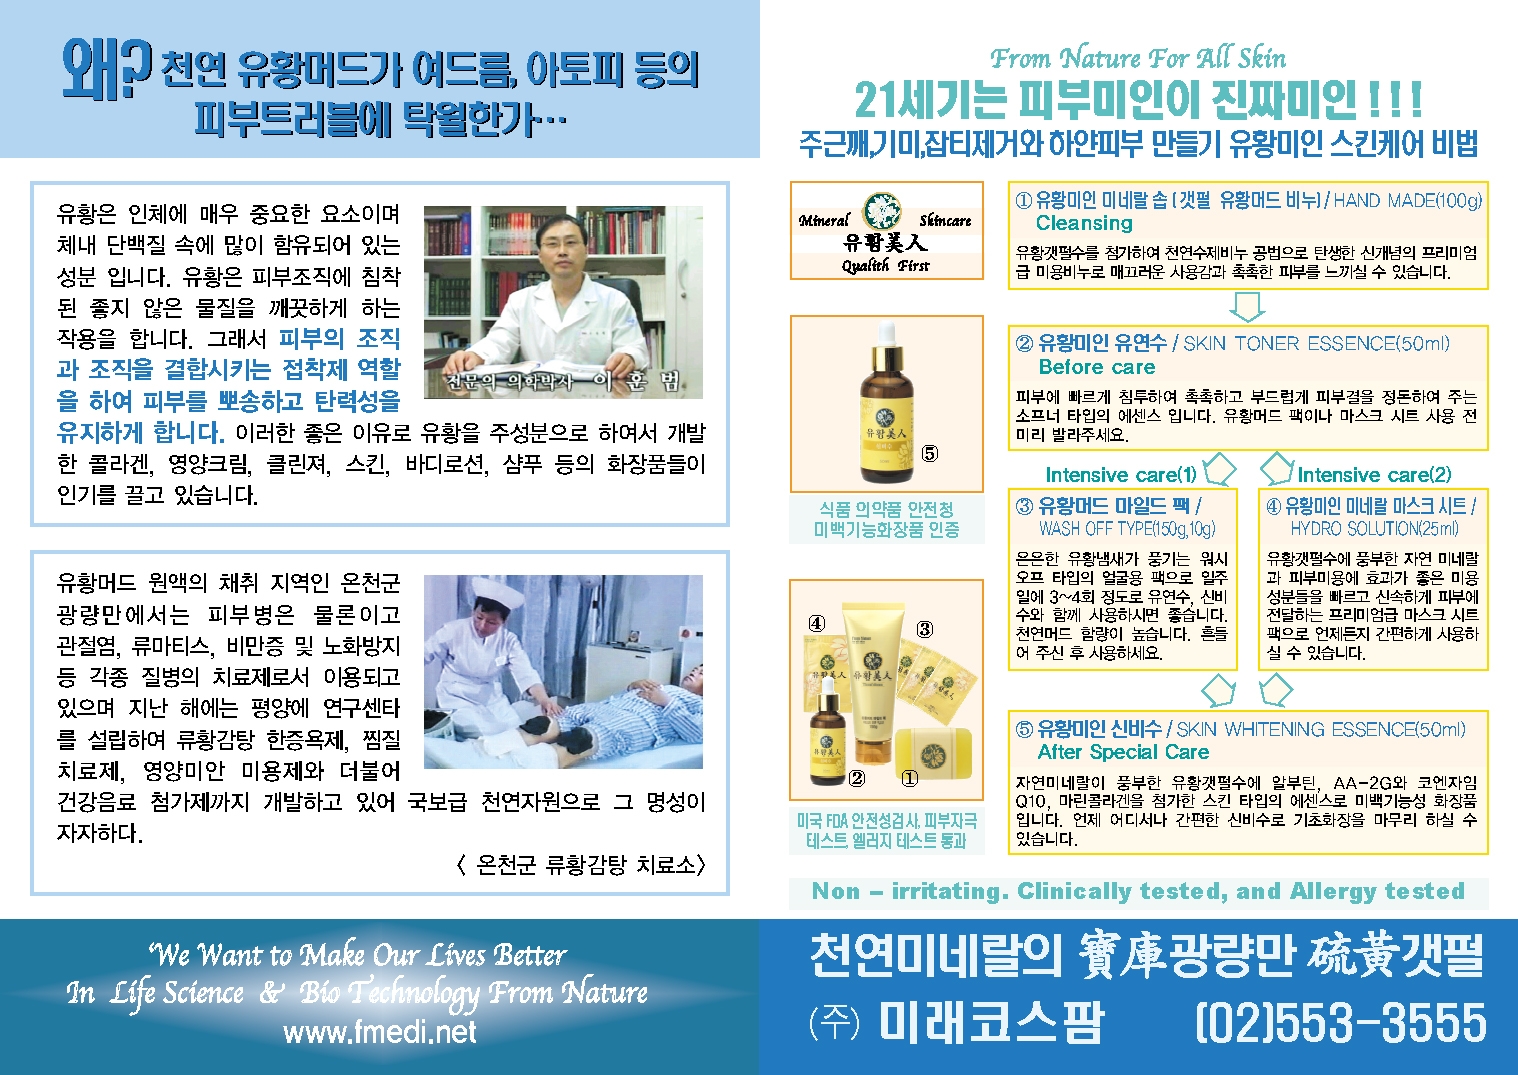 왜? 천연 유황머드가 여드름, 아토피 등의
피부트러블에 탁월한가…
유황은 인체에 매우 중요한 요소이며
체내 단백질 속에 많이 함유되어 있는
성분 입니다. 유황은 피부조직에 침착
된 좋지 않은 물질을 깨끗하게 하는
작용을 합니다. 그래서 피부의 조직
과 조직을 결합시키는 접착제 역할
을 하여 피부를 뽀송하고 탄력성을
유지하게 합니다. 이러한 좋은 이유로 유황을 주성분으로 하여서 개발
한 콜라겐, 영양크림, 클린져, 스킨, 바디로션, 샴푸 등의 화장품들이
인기를 끌고 있습니다.
전문의 의학박사 이 훈 범
유황머드 원액의 채취 지역인 온천군
광량만에서는 피부병은 물론이고
관절염, 류마티스, 비만증 및 노화방지
등 각종 질병의 치료제로서 이용되고
있으며 지난 해에는 평양에 연구센타
를 설립하여 류황감탕 한증욕제, 찜질
치료제, 영양미안 미용제와 더불어
건강음료 첨가제까지 개발하고 있어 국보급 천연자원으로 그 명성이
자자하다.
< 온천군 류황감탕 치료소>
We Want to Make Our Lives Better
In Life Science & Bio Technology From Nature
www.fmedi.net
From Nature For All Skin
21세기는 피부미인이 진짜미인 ! ! !
주근깨,기미,잡티제거와 하얀피부 만들기 유황미인 스킨케어 비법
Mineral Skincare
유황美人
Qualith First
⑤
유황美人
식품 의약품 안전청
미백기능화장품 인증
④ ③
유황美人
유황美人
유황美人
② ①
미국 FDA 안전성검사, 피부자극
테스트, 엘러지 테스트 통과
① 유황미인 미네랄 솝 ( 갯펄 유황머드 비누) / HAND MADE(100g)
Cleansing
유황갯펄수를 첨가하여 천연수제비누 공법으로 탄생한 신개념의 프리미엄
급 미용비누로 매끄러운 사용감과 촉촉한 피부를 느끼실 수 있습니다.
② 유황미인 유연수 / SKIN TONER ESSENCE(50ml)
Before care
피부에 빠르게 침투하여 촉촉하고 부드럽게 피부결을 정돈하여 주는
소프너 타입의 에센스 입니다. 유황머드 팩이나 마스크 시트 사용 전
미리 발라주세요.
Intensive care(1)
③ 유황머드 마일드 팩 /
WASH OFF TYPE(150g,10g)
은은한 유황냄새가 풍기는 워시
오프 타입의 얼굴용 팩으로 일주
일에 3~4회 정도로 유연수, 신비
수와 함께 사용하시면 좋습니다.
천연머드 함량이 높습니다. 흔들
어 주신 후 사용하세요.
Intensive care(2)
④ 유황미인 미네랄 마스크 시트 /
HYDRO SOLUTION(25ml)
유황갯펄수에 풍부한 자연 미네랄
과 피부미용에 효과가 좋은 미용
성분들을 빠르고 신속하게 피부에
전달하는 프리미엄급 마스크 시트
팩으로 언제든지 간편하게 사용하
실 수 있습니다.
⑤ 유황미인 신비수 / SKIN WHITENING ESSENCE(50ml)
After Special Care
자연미네랄이 풍부한 유황갯펄수에 알부틴, AA-2G와 코엔자임
Q10, 마린콜라겐을 첨가한 스킨 타입의 에센스로 미백기능성 화장품
입니다. 언제 어디서나 간편한 신비수로 기초화장을 마무리 하실 수
있습니다.
Non - irritating. Clinically tested, and Allergy tested
천연미네랄의 寶庫광량만 硫黃갯펄
(주) 미래코스팜 (02)553-3555